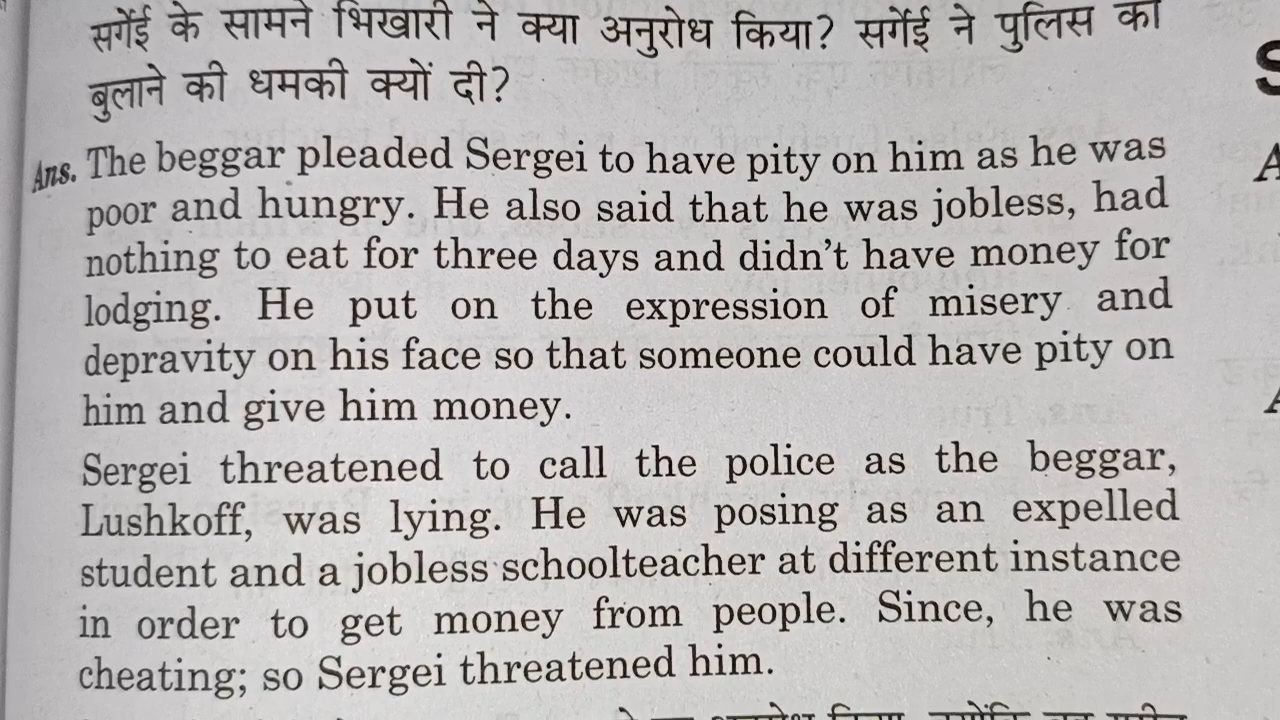 सर्गेई के सामने भिखारी ने क्या अनुरोध किया? सर्गेई ने पुलिस को
बुलाने की धमकी क्यों दी?
Ans. The beggar pleaded Sergei to have pity on him as he was
poor and hungry. He also said that he was jobless, had
nothing to eat for three days and didn’t have money for
lodging. He put on the expression of misery and
depravity on his face so that someone could have pity on
him and give him money.
Sergei threatened to call the police as the beggar,
Lushkoff, was lying. He was posing as an expelled
student and a jobless schoolteacher at different instance
in order to get money from people. Since, he was
cheating; so Sergei threatened him.